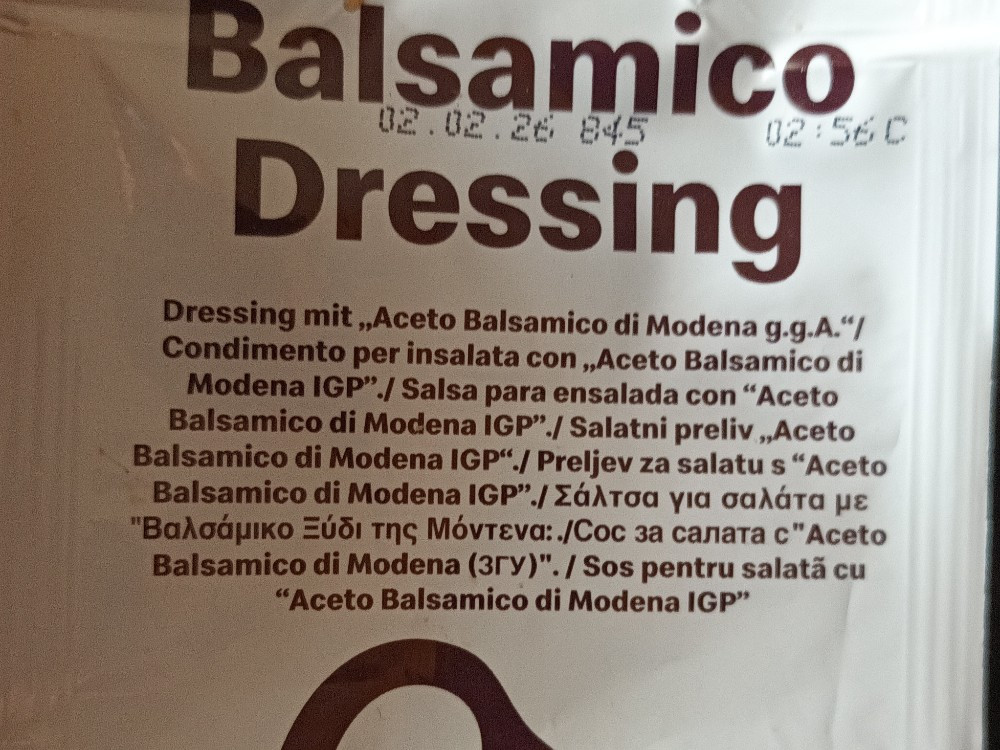 Balsamico
02.02.26 845 02:56 C
Dressing
Dressing mit „Aceto Balsamico di Modena g.g.A.“/
Condimento per insalata con „Aceto Balsamico di
Modena IGP”./ Salsa para ensalada con “Aceto
Balsamico di Modena IGP”./ Salatni preliv „Aceto
Balsamico di Modena IGP“./ Preljev za salatu s “Aceto
Balsamico di Modena IGP”./ Σάλτσα για σαλάτα με
"Βαλσάμικο Ξύδι της Μόντενα:./Сос за салата с"Aceto
Balsamico di Modena (ЗГУ)". / Sos pentru salatã cu
“Aceto Balsamico di Modena IGP”